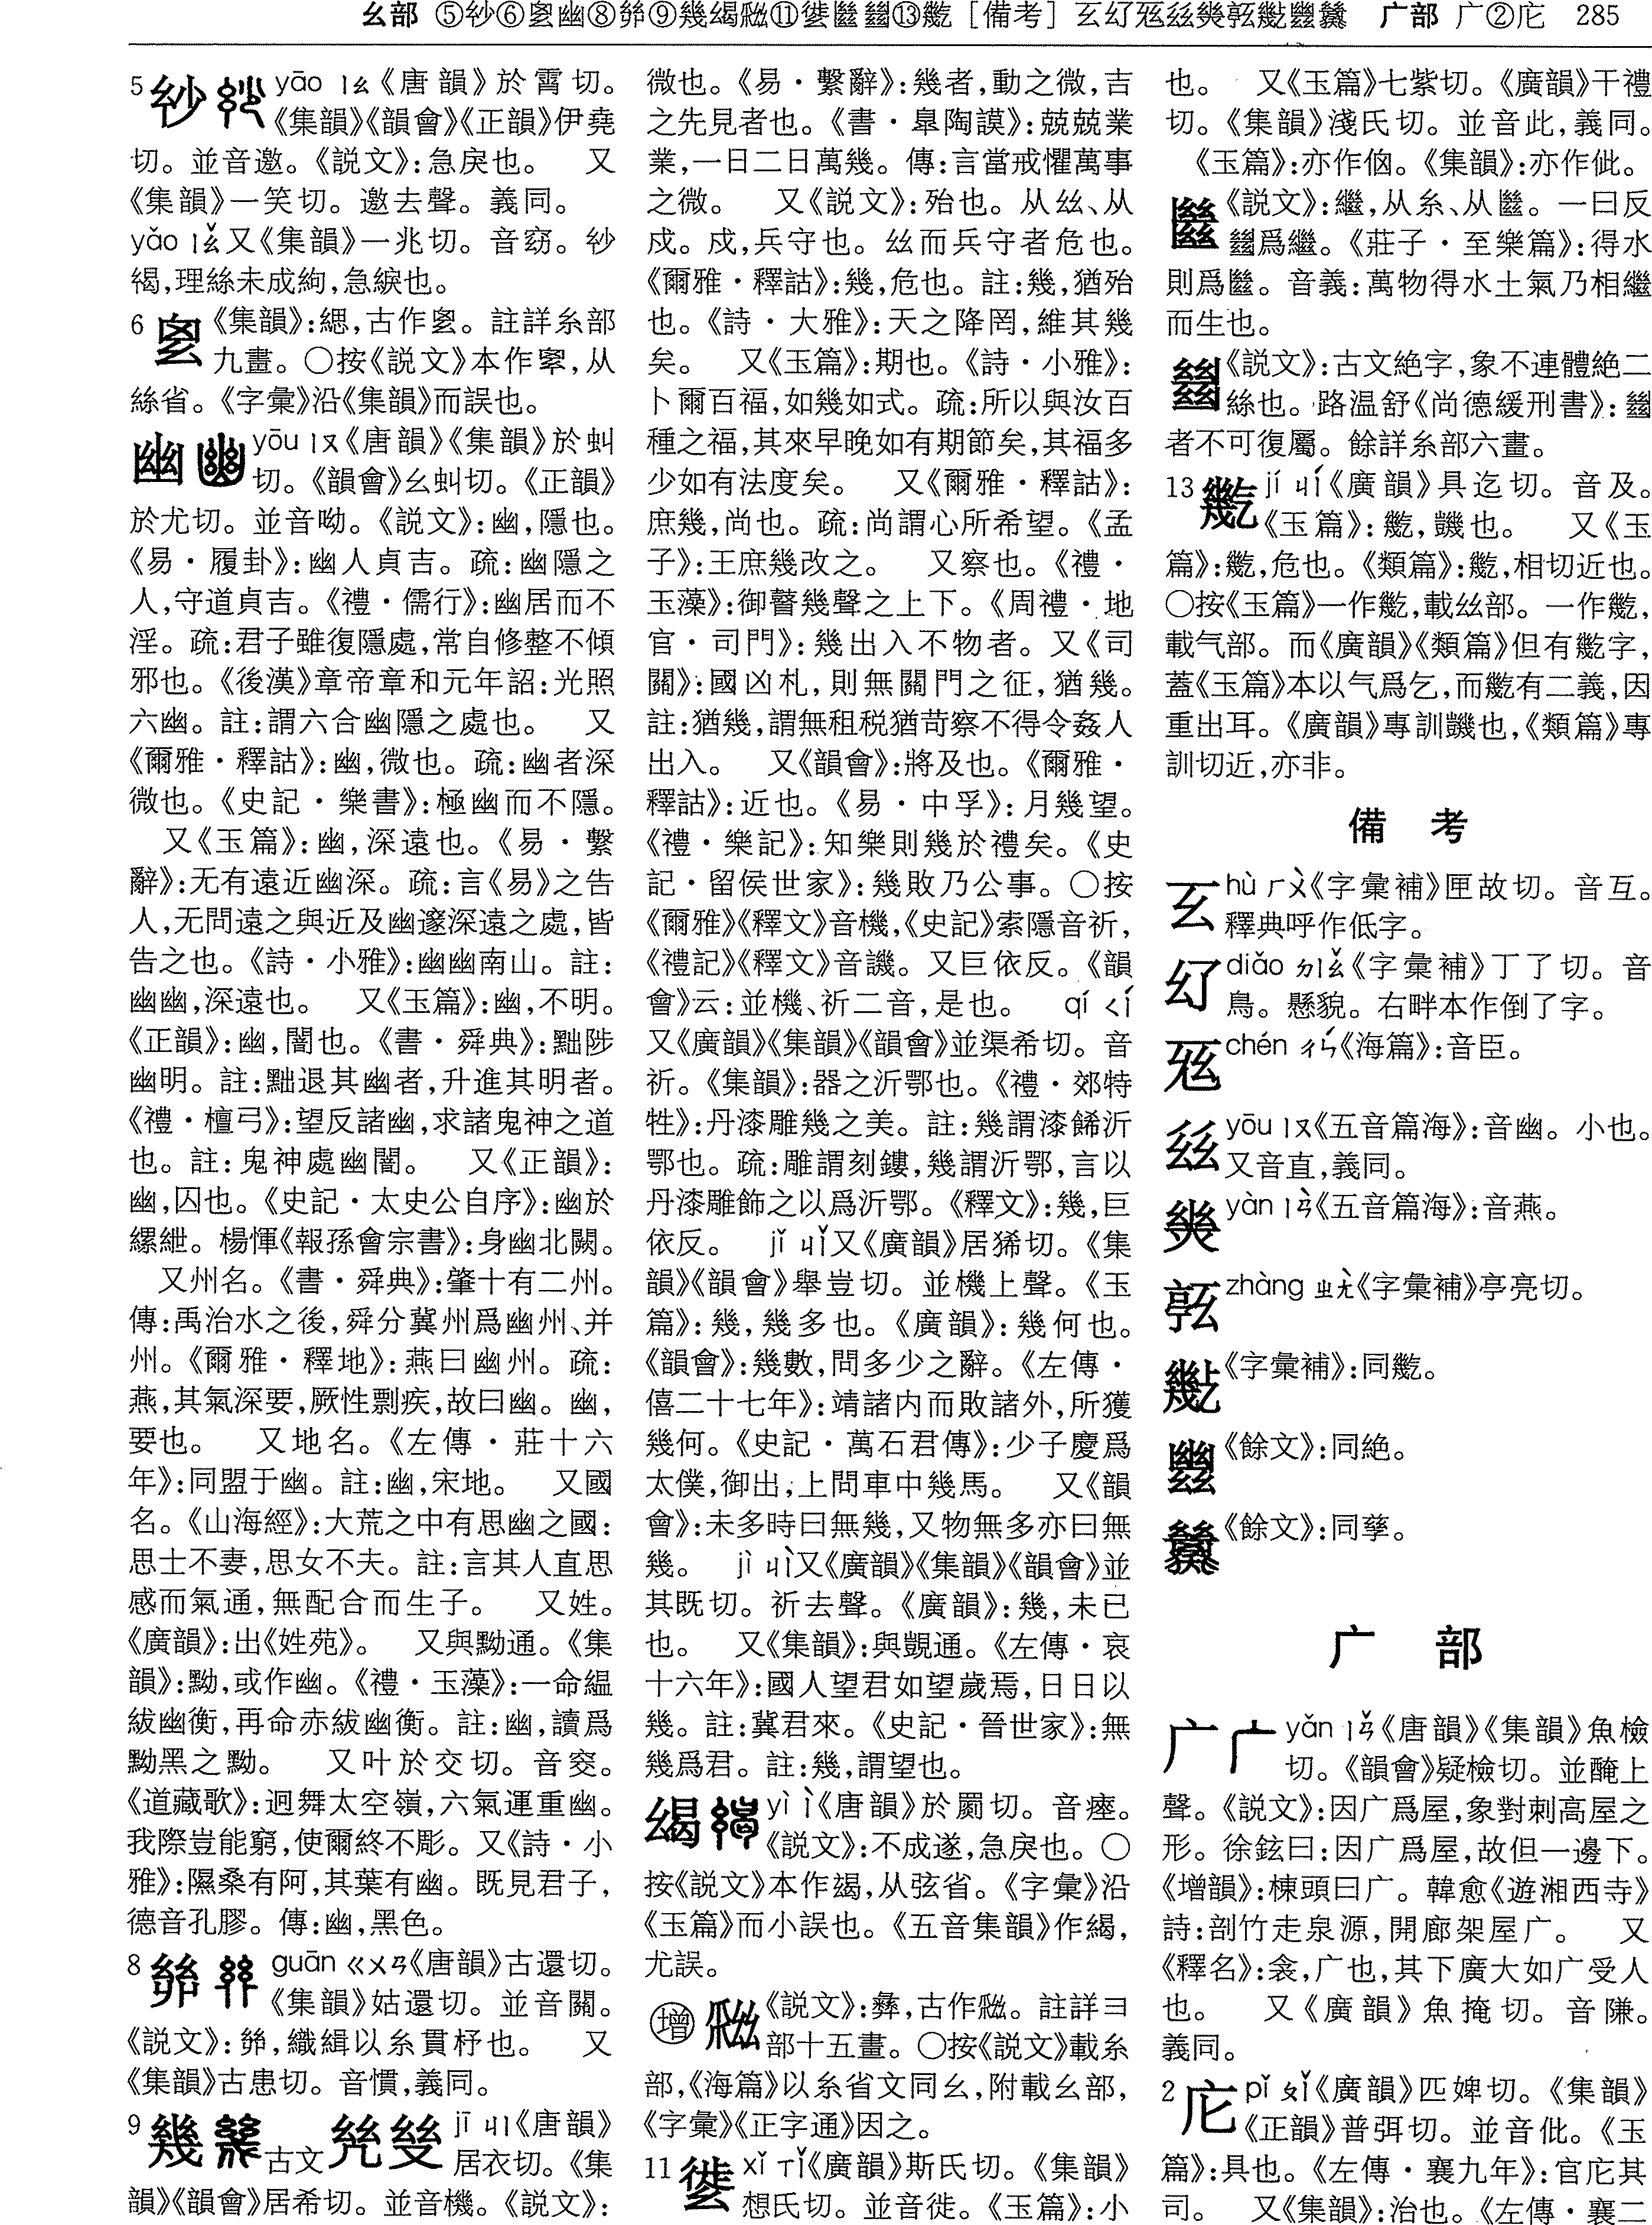 幺部 ⑤㡑⑥𢆶幽⑧𢇇⑨幾⑪⑬ [備考] 广部 广②庀 285
5 yāo ㄧㄠ《唐韻》於霄切。
《集韻》《韻會》《正韻》伊堯
切。並音邀。《説文》:急戾也。 又
《集韻》一笑切。邀去聲。義同。
yǎo ㄧㄠˇ又《集韻》一兆切。音窈。
理絲未成絇,急綟也。
6 《集韻》:緦,古作。註詳糸部
九畫。〇按《説文》本作,从
絲省。《字彙》沿《集韻》而誤也。
幽 yōu ㄧㄡ《唐韻》《集韻》於虯
切。《韻會》幺虯切。《正韻》
於尤切。並音呦。《説文》:幽,隱也。
《易・履卦》:幽人貞吉。疏:幽隱之
人,守道貞吉。《禮・儒行》:幽居而不
淫。疏:君子雖復隱處,常自修整不傾
邪也。《後漢》章帝章和元年詔:光照
六幽。註:謂六合幽隱之處也。 又
《爾雅・釋詁》:幽,微也。疏:幽者深
微也。《史記・樂書》:極幽而不隱。
又《玉篇》:幽,深遠也。《易・繫
辭》:无有遠近幽深。疏:言《易》之告
人,无問遠之與近及幽邃深遠之處,皆
告之也。《詩・小雅》:幽幽南山。註:
幽幽,深遠也。 又《玉篇》:幽,不明。
《正韻》:幽,闇也。《書・舜典》:黜陟
幽明。註:黜退其幽者,升進其明者。
《禮・檀弓》:望反諸幽,求諸鬼神之道
也。註:鬼神處幽闇。 又《正韻》:
幽,囚也。《史記・太史公自序》:幽於
縲紲。楊惲《報孫會宗書》:身幽北闕。
又州名。《書・舜典》:肇十有二州。
傳:禹治水之後,舜分冀州爲幽州、并
州。《爾雅・釋地》:燕曰幽州。疏:
燕,其氣深要,厥性剽疾,故曰幽。幽,
要也。 又地名。《左傳・莊十六
年》:同盟于幽。註:幽,宋地。 又國
名。《山海經》:大荒之中有思幽之國:
思士不妻,思女不夫。註:言其人直思
感而氣通,無配合而生子。 又姓。
《廣韻》:出《姓苑》。 又與黝通。《集
韻》:黝,或作幽。《禮・玉藻》:一命縕
紱幽衡,再命赤紱幽衡。註:幽,讀爲
黝黑之黝。 又叶於交切。音窔。
《道藏歌》:迥舞太空嶺,六氣運重幽。
我際豈能窮,使爾終不彫。又《詩・小
雅》:隰桑有阿,其葉有幽。既見君子,
德音孔膠。傳:幽,黑色。
8 guān ㄍㄨㄢ《唐韻》古還切。
《集韻》姑還切。並音關。
《説文》:,織緝以糸貫杼也。 又
《集韻》古患切。音慣,義同。
9 幾 古文 jī ㄐㄧ《唐韻》
居衣切。《集
韻》《韻會》居希切。並音機。《説文》:
微也。《易・繫辭》:幾者,動之微,吉
之先見者也。《書・臯陶謨》:兢兢業
業,一日二日萬幾。傳:言當戒懼萬事
之微。 又《説文》:殆也。从𢆶、从
戍。戍,兵守也。𢆶而兵守者危也。
《爾雅・釋詁》:幾,危也。註:幾,猶殆
也。《詩・大雅》:天之降罔,維其幾
矣。 又《玉篇》:期也。《詩・小雅》:
卜爾百福,如幾如式。疏:所以與汝百
種之福,其來早晚如有期節矣,其福多
少如有法度矣。 又《爾雅・釋詁》:
庶幾,尚也。疏:尚謂心所希望。《孟
子》:王庶幾改之。 又察也。《禮・
玉藻》:御瞽幾聲之上下。《周禮・地
官・司門》:幾出入不物者。又《司
關》:國凶札,則無關門之征,猶幾。
註:猶幾,謂無租税猶苛察不得令姦人
出入。 又《韻會》:將及也。《爾雅・
釋詁》:近也。《易・中孚》:月幾望。
《禮・樂記》:知樂則幾於禮矣。《史
記・留侯世家》:幾敗乃公事。〇按
《爾雅》《釋文》音機,《史記》索隱音祈,
《禮記》《釋文》音譏。又巨依反。《韻
會》云:並機、祈二音,是也。 qí ㄑㄧˊ
又《廣韻》《集韻》《韻會》並渠希切。音
祈。《集韻》:器之沂鄂也。《禮・郊特
牲》:丹漆雕幾之美。註:幾謂漆餙沂
鄂也。疏:雕謂刻鏤,幾謂沂鄂,言以
丹漆雕飾之以爲沂鄂。《釋文》:幾,巨
依反。 jǐ ㄐㄧˇ又《廣韻》居狶切。《集
韻》《韻會》舉豈切。並機上聲。《玉
篇》:幾,幾多也。《廣韻》:幾何也。
《韻會》:幾數,問多少之辭。《左傳・
僖二十七年》:靖諸内而敗諸外,所獲
幾何。《史記・萬石君傳》:少子慶爲
太僕,御出,上問車中幾馬。 又《韻
會》:未多時曰無幾,又物無多亦曰無
幾。 jì ㄐㄧˋ又《廣韻》《集韻》《韻會》並
其既切。祈去聲。《廣韻》:幾,未已
也。 又《集韻》:與覬通。《左傳・哀
十六年》:國人望君如望歲焉,日日以
幾。註:冀君來。《史記・晉世家》:無
幾爲君。註:幾,謂望也。
yì ㄧˋ《唐韻》於罽切。音瘞。
《説文》:不成遂,急戾也。〇
按《説文》本作,从弦省。《字彙》沿
《玉篇》而小誤也。《五音集韻》作緆,
尤誤。
增 《説文》:彝,古作。註詳彐
部十五畫。〇按《説文》載糸
部,《海篇》以糸省文同幺,附載幺部,
《字彙》《正字通》因之。
11 xǐ ㄒㄧˇ《廣韻》斯氏切。《集韻》
想氏切。並音徙。《玉篇》:小
也。 又《玉篇》七紫切。《廣韻》千禮
切。《集韻》淺氏切。並音此,義同。
《玉篇》:亦作㑋。《集韻》:亦作佌。
《説文》:繼,从糸、从㡭。一曰反
爲繼。《莊子・至樂篇》:得水
則爲㡭。音義:萬物得水土氣乃相繼
而生也。
《説文》:古文絶字,象不連體絶二
絲也。路温舒《尚德緩刑書》:
者不可復屬。餘詳糸部六畫。
13 jí ㄐㄧˊ《廣韻》具迄切。音及。
《玉篇》:,㡮也。 又《玉
篇》:,危也。《類篇》:,相切近也。
〇按《玉篇》一作,載𢆶部。一作,
載气部。而《廣韻》《類篇》但有字,
蓋《玉篇》本以气爲乞,而有二義,因
重出耳。《廣韻》專訓也,《類篇》專
訓切近,亦非。
備 考
hù ㄏㄨˋ《字彙補》匣故切。音互。
釋典呼作低字。
diǎo ㄉㄧㄠˇ《字彙補》丁了切。音
鳥。懸貌。右畔本作倒了字。
chén ㄔㄣˊ《海篇》:音臣。
yōu ㄧㄡ《五音篇海》:音幽。小也。
又音直,義同。
yàn ㄧㄢˋ《五音篇海》:音燕。
zhàng ㄓㄤˋ《字彙補》亭亮切。
《字彙補》:同。
《餘文》:同絶。
《餘文》:同孳。
广 部
广 yǎn ㄧㄢˇ《唐韻》《集韻》魚檢
切。《韻會》疑檢切。並醃上
聲。《説文》:因广爲屋,象對刺高屋之
形。徐鉉曰:因广爲屋,故但一邊下。
《增韻》:棟頭曰广。韓愈《遊湘西寺》
詩:剖竹走泉源,開廊架屋广。 又
《釋名》:衾,广也,其下廣大如广受人
也。 又《廣韻》魚掩切。音隒。
義同。
2 庀 pǐ ㄆㄧˇ《廣韻》匹婢切。《集韻》
《正韻》普弭切。並音仳。《玉
篇》:具也。《左傳・襄九年》:官庀其
司。 又《集韻》:治也。《左傳・襄二